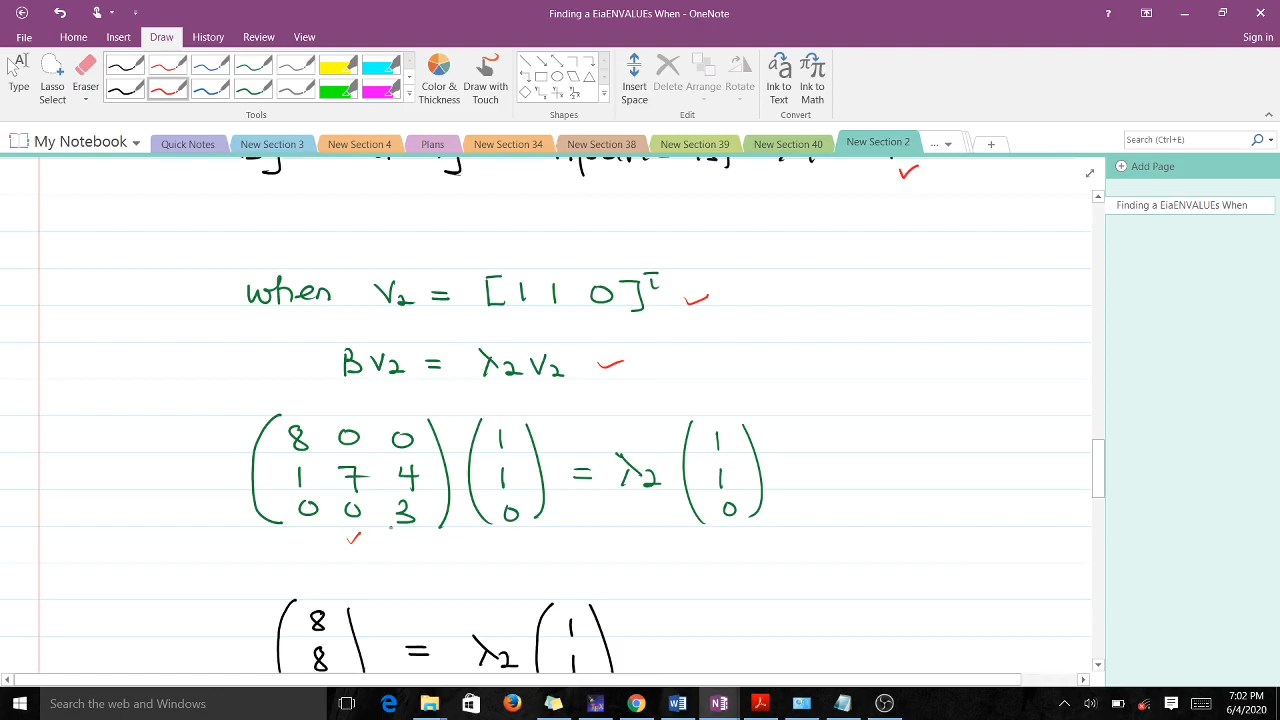 Finding a EiaENVALUEs When - OneNote
File Home Insert Draw History Review View Sign in
Type Lasso Select Eraser Color & Thickness Draw with Touch Insert Space Delete Arrange Rotate Ink to Text Ink to Math
Tools Shapes Edit Convert
My Notebook Quick Notes New Section 3 New Section 4 Plans New Section 34 New Section 38 New Section 39 New Section 40 New Section 2 ... Search (Ctrl+E)
Add Page
Finding a EiaENVALUEs When
when V2 = [1 1 0]^T ✓
BV2 = λ2V2 ✓
8 0 0 1 1
1 7 4 1 = λ2 1
0 0 3 0 0
✓
8 1
= λ2
8 1
Search the web and Windows
7:02 PM
6/4/2020